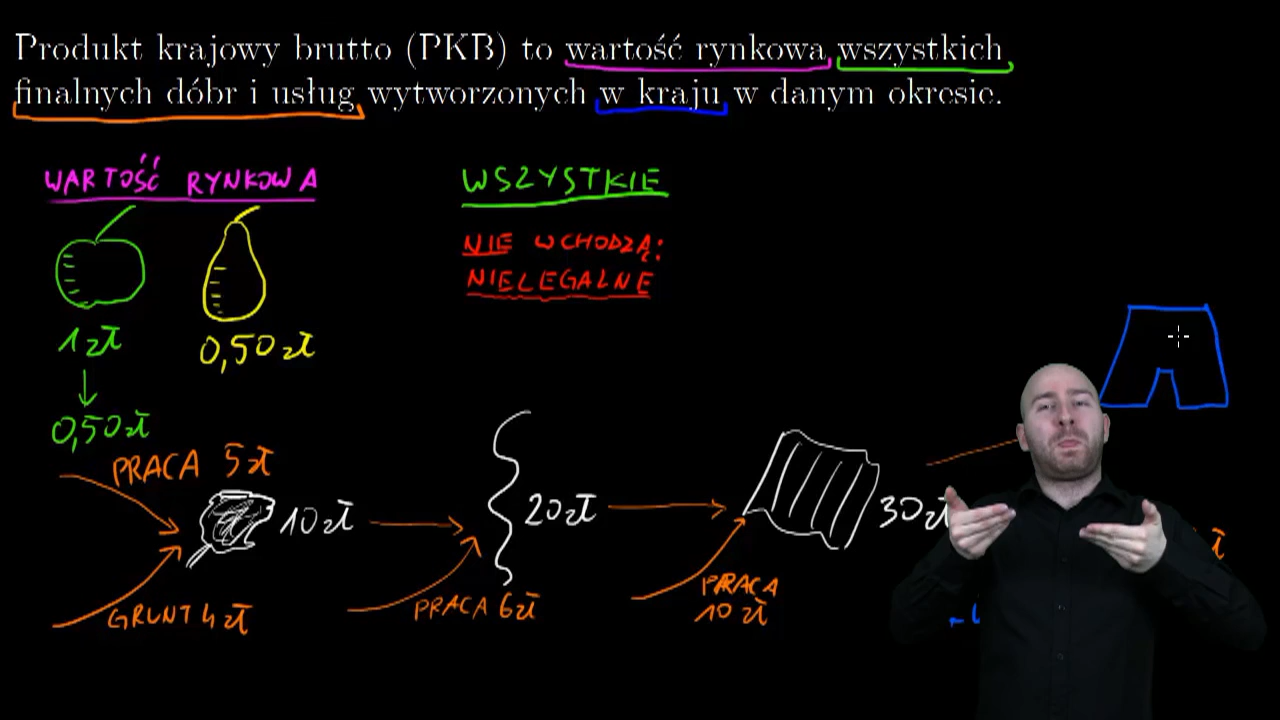 Produkt krajowy brutto (PKB) to wartość rynkowa wszystkich
finalnych dóbr i usług wytworzonych w kraju w danym okresie.
WARTOŚĆ RYNKOWA
WSZYSTKIE
NIE WCHODZĄ:
NIELEGALNE
1 zł
0,50 zł
0,50 zł
PRACA 5 zł
10 zł
20 zł
30 zł
GRUNT 4 zł
PRACA 6 zł
PRACA
10 zł